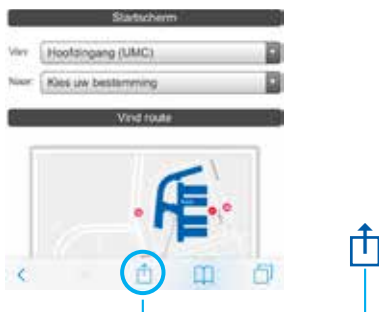 Startscherm
Van: Hoofdingang (UMC)
Naar: Kies uw bestemming
Vind route